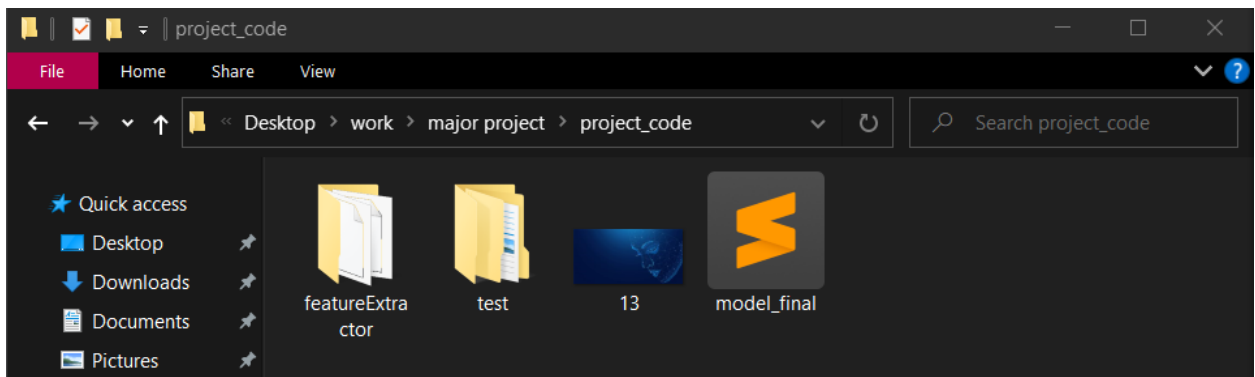 project_code
File Home Share View
« Desktop > work > major project > project_code
Search project_code
Quick access
Desktop
Downloads
Documents
Pictures
featureExtra
ctor
test
13
model_final